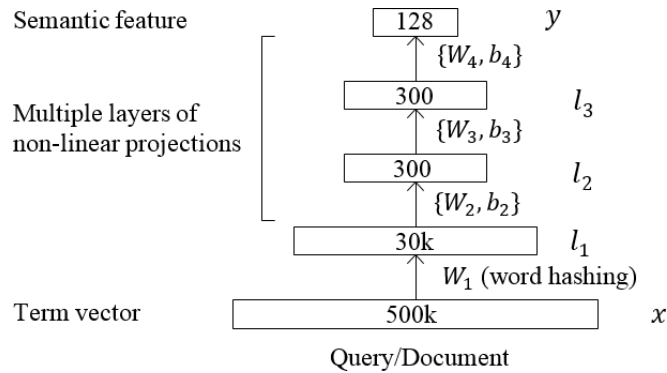 Semantic feature 128 y
{W₄, b₄}
300 l₃
Multiple layers of
non-linear projections
{W₃, b₃}
300 l₂
{W₂, b₂}
30k l₁
W₁ (word hashing)
Term vector 500k x
Query/Document